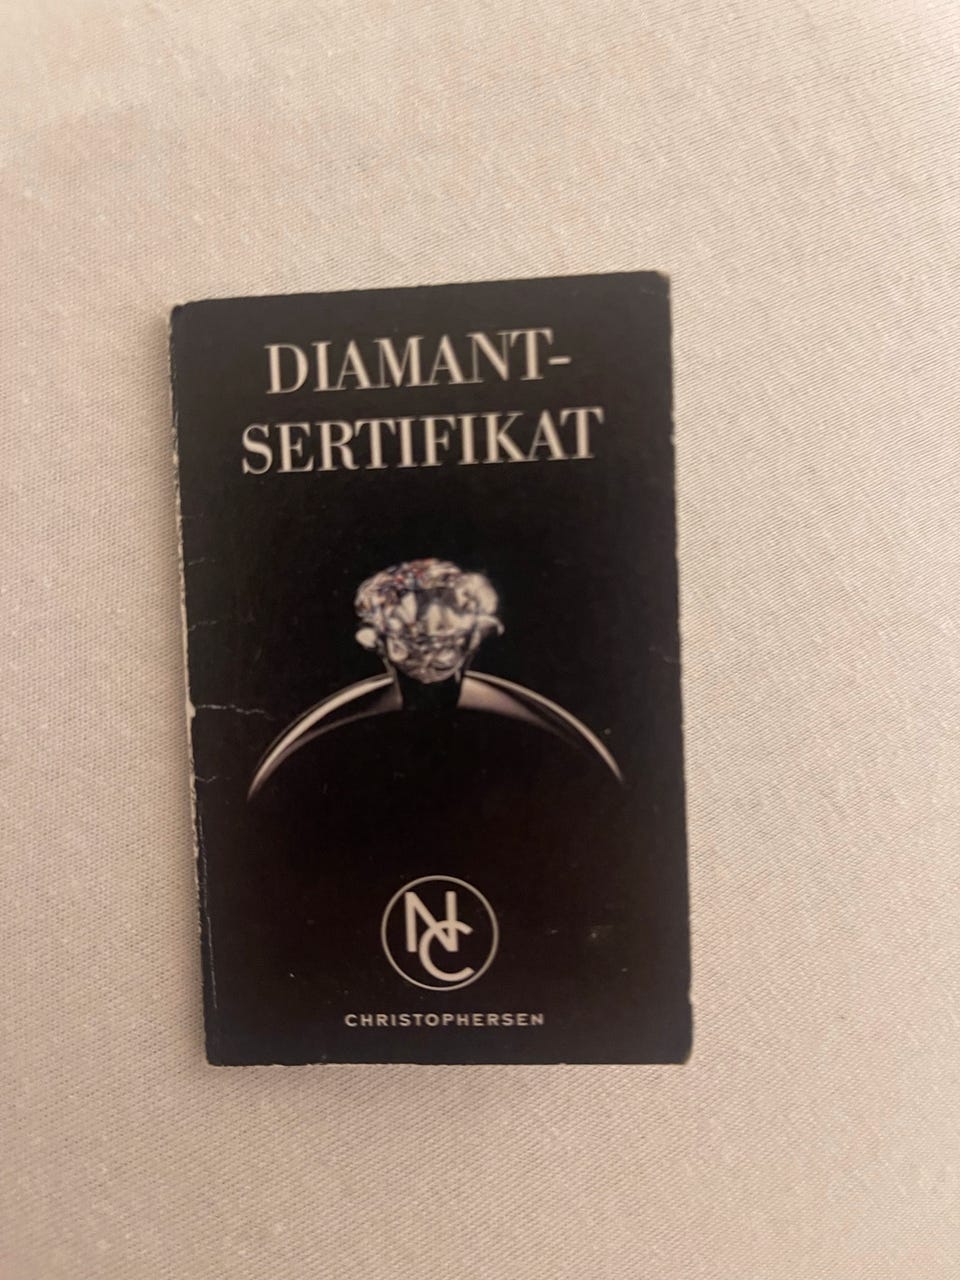 DIAMANT-
SERTIFIKAT
NC
CHRISTOPHERSEN